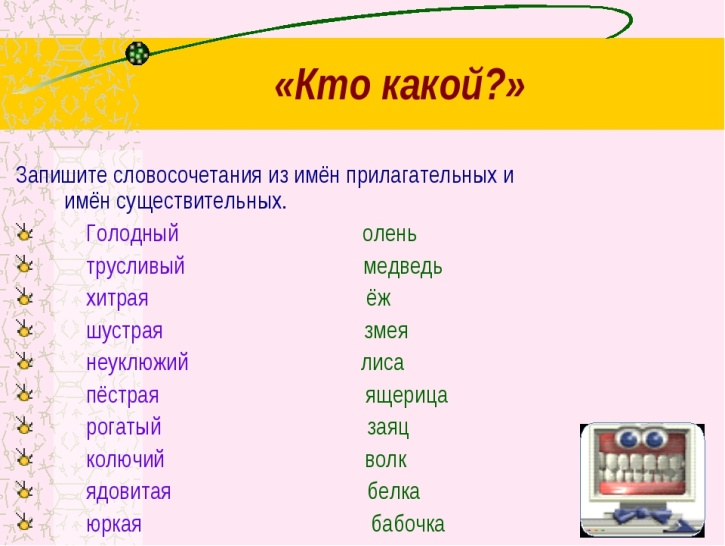 «Кто какой?»
Запишите словосочетания из имён прилагательных и
имён существительных.
Голодный олень
трусливый медведь
хитрая ёж
шустрая змея
неуклюжий лиса
пёстрая ящерица
рогатый заяц
колючий волк
ядовитая белка
юркая бабочка